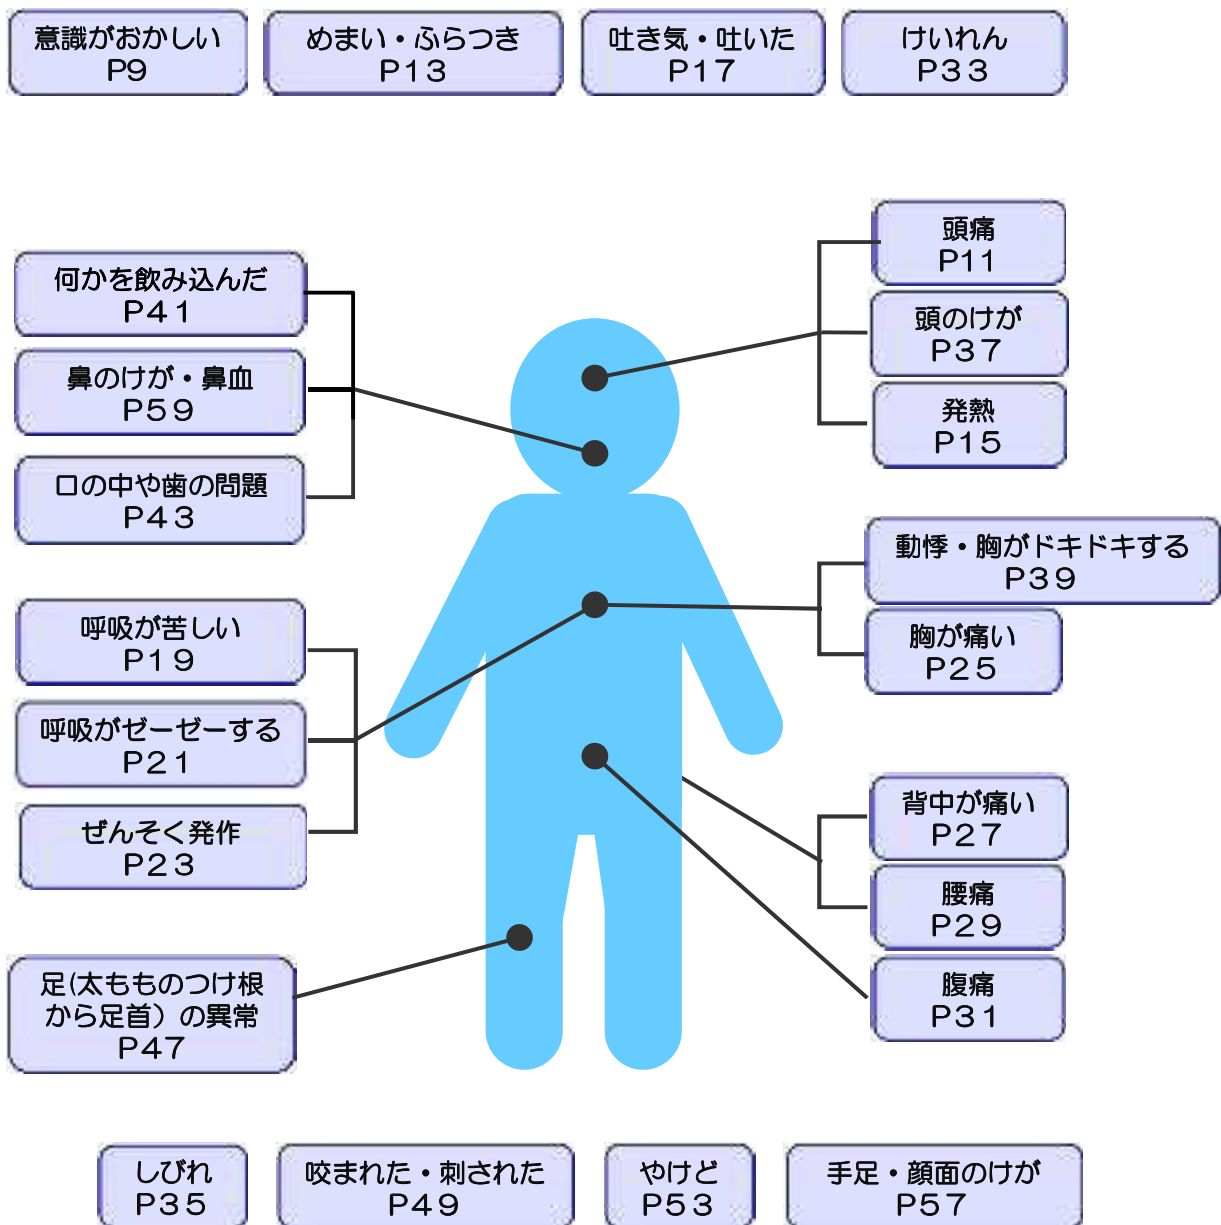 意識がおかしい
P9
めまい・ふらつき
P13
吐き気・吐いた
P17
けいれん
P33
何かを飲み込んだ
P41
鼻のけが・鼻血
P59
口の中や歯の問題
P43
呼吸が苦しい
P19
呼吸がゼーゼーする
P21
ぜんそく発作
P23
足(太もものつけ根
から足首）の異常
P47
頭痛
P11
頭のけが
P37
発熱
P15
動悸・胸がドキドキする
P39
胸が痛い
P25
背中が痛い
P27
腰痛
P29
腹痛
P31
しびれ
P35
咬まれた・刺された
P49
やけど
P53
手足・顔面のけが
P57